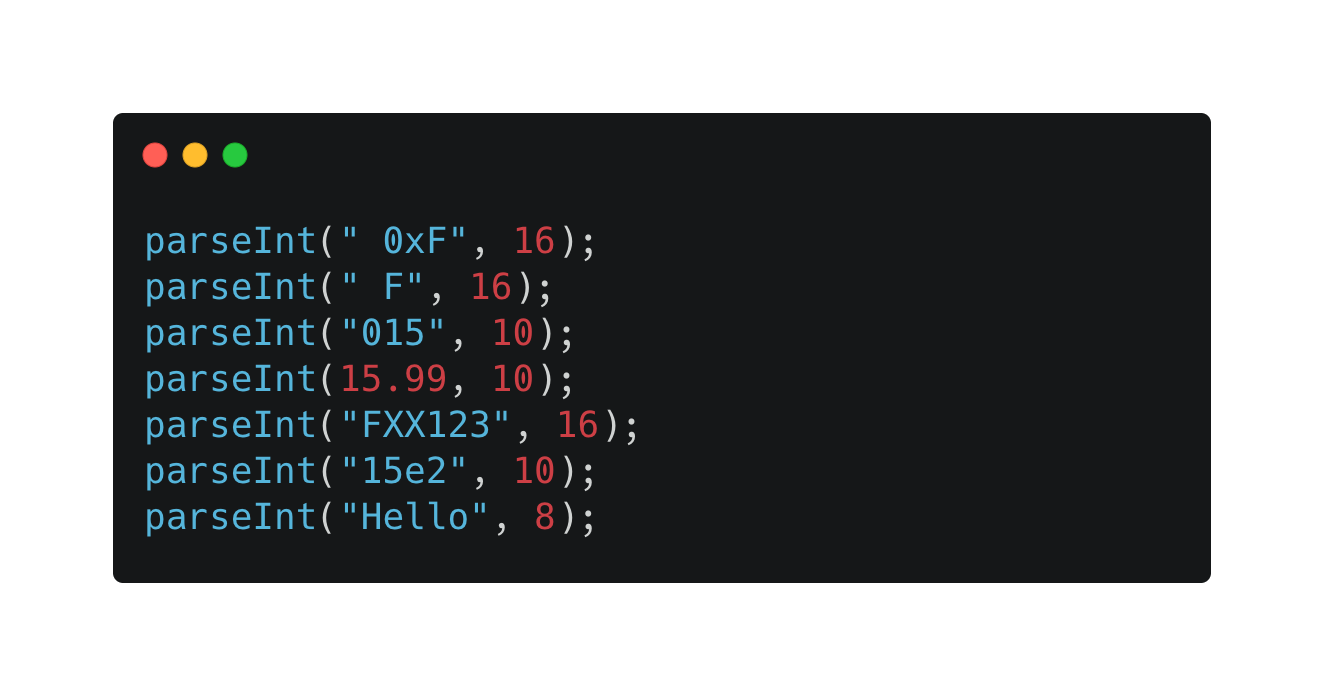 parseInt(" 0xF", 16);
parseInt(" F", 16);
parseInt("015", 10);
parseInt(15.99, 10);
parseInt("FXX123", 16);
parseInt("15e2", 10);
parseInt("Hello", 8);